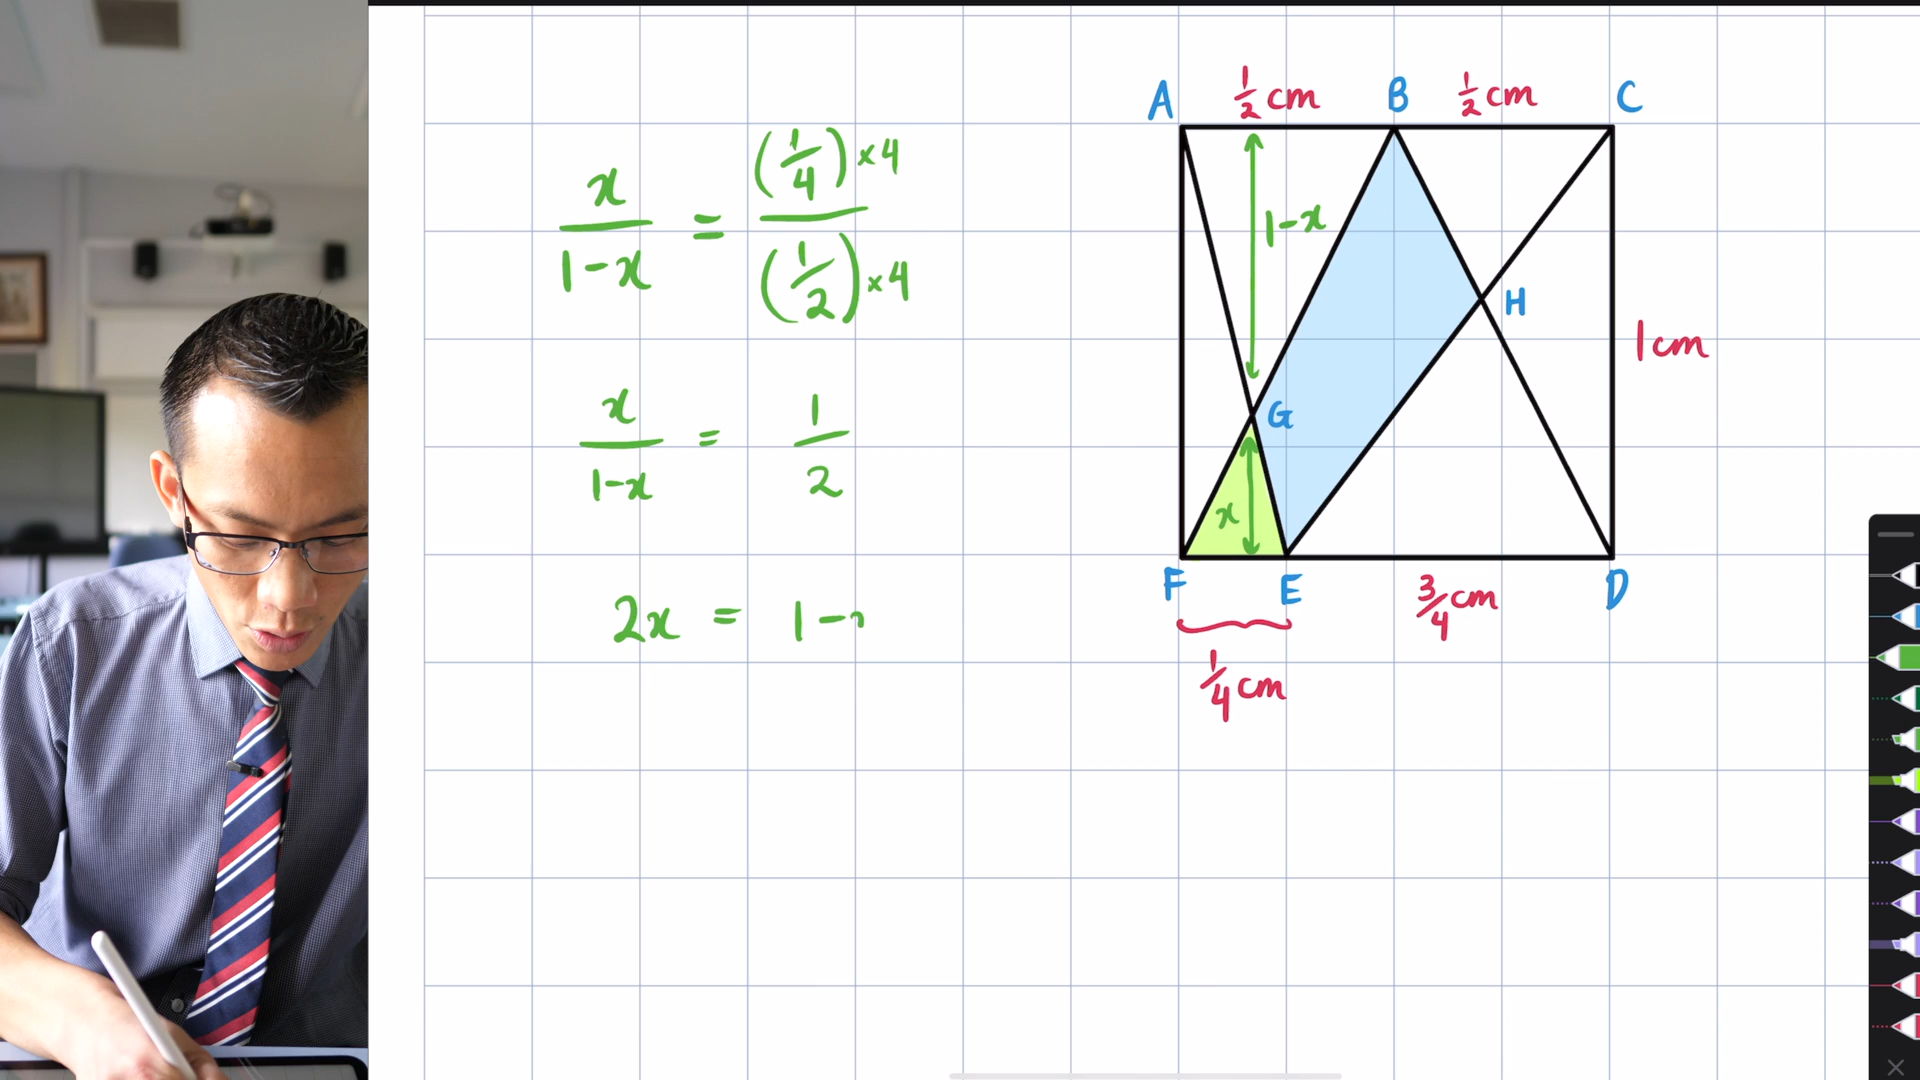 x/(1-x) = (1/4)×4 / (1/2)×4
x/(1-x) = 1/2
2x = 1-
A 1/2 cm B 1/2 cm C
1-x
H
1cm
G
x
F E 3/4 cm D
1/4 cm